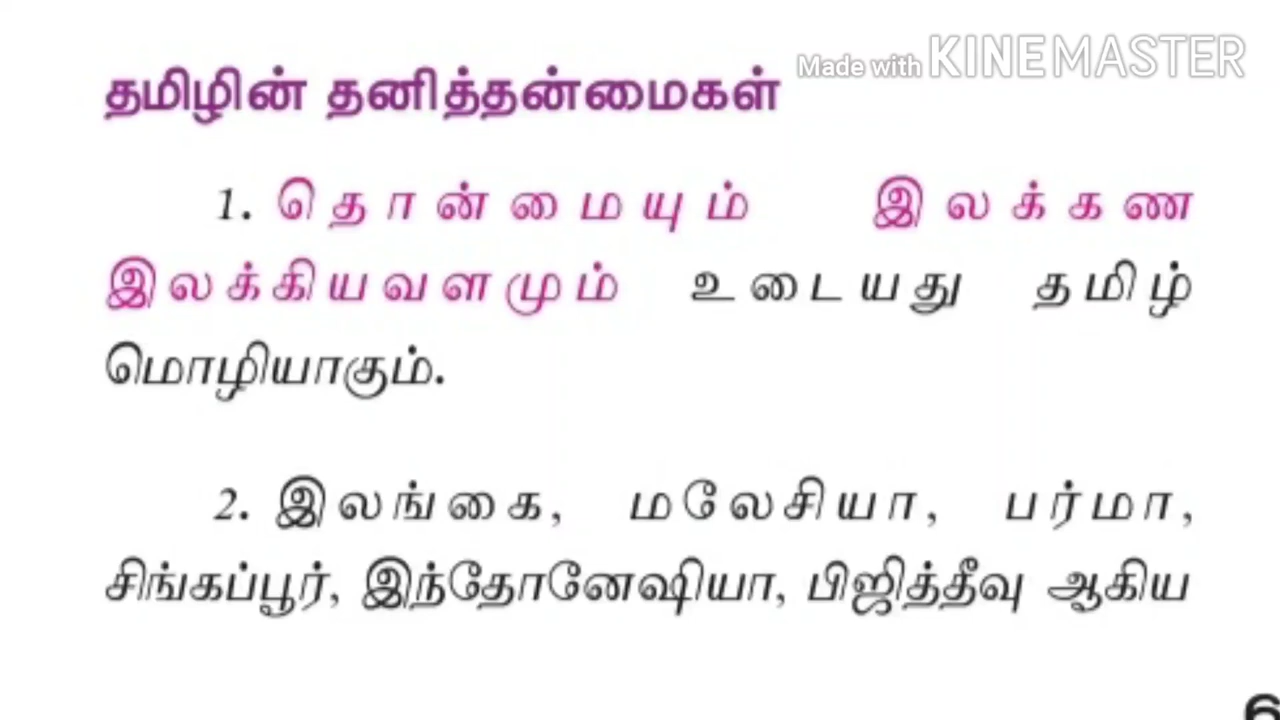 Made with KINEMASTER
தமிழின் தனித்தன்மைகள்
1. தொன்மையும் இலக்கண
இலக்கியவளமும் உடையது தமிழ்
மொழியாகும்.
2. இலங்கை, மலேசியா, பர்மா,
சிங்கப்பூர், இந்தோனேஷியா, பிஜித்தீவு ஆகிய